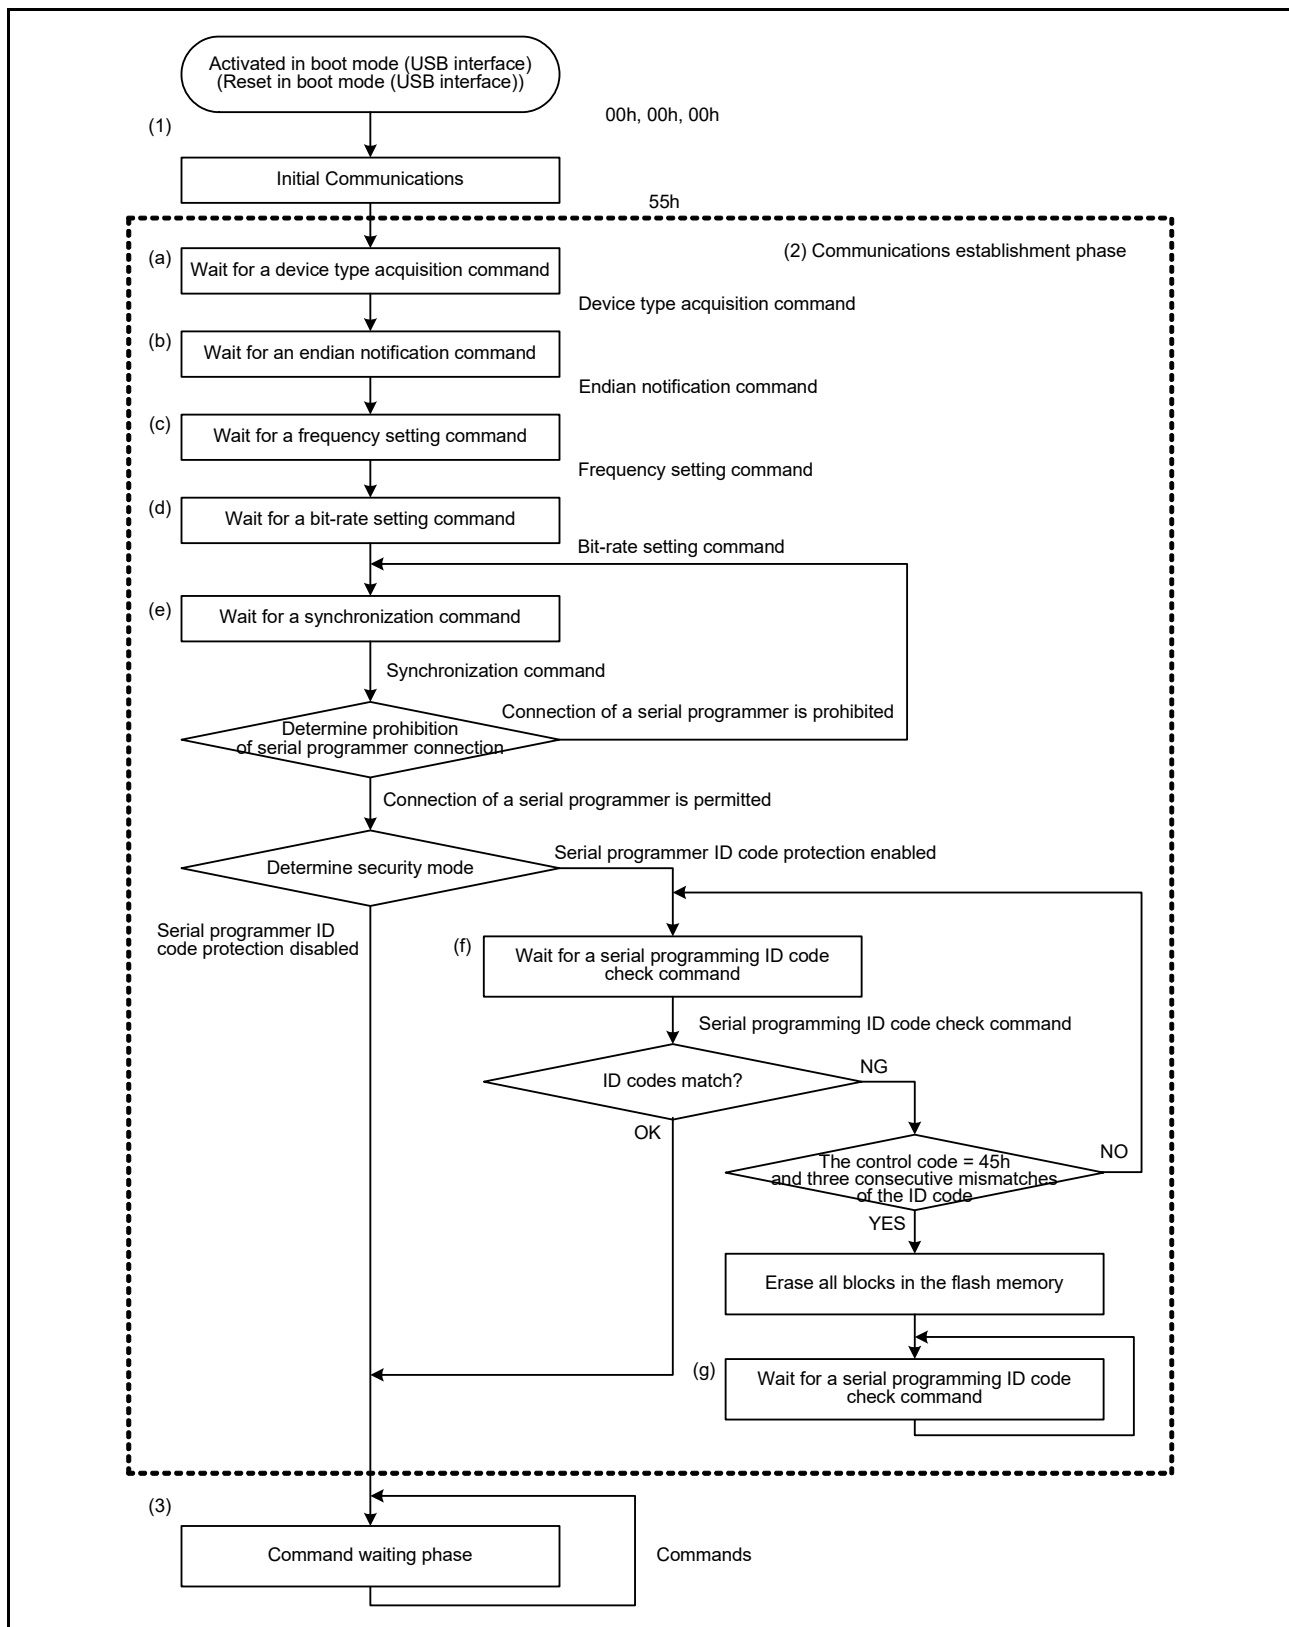 Activated in boot mode (USB interface)
(Reset in boot mode (USB interface))
00h, 00h, 00h
(1)
Initial Communications
55h
(2) Communications establishment phase
(a)
Wait for a device type acquisition command
Device type acquisition command
(b)
Wait for an endian notification command
Endian notification command
(c)
Wait for a frequency setting command
Frequency setting command
(d)
Wait for a bit-rate setting command
Bit-rate setting command
(e)
Wait for a synchronization command
Synchronization command
Connection of a serial programmer is prohibited
Determine prohibition
of serial programmer connection
Connection of a serial programmer is permitted
Serial programmer ID code protection enabled
Determine security mode
Serial programmer ID
code protection disabled
(f)
Wait for a serial programming ID code
check command
Serial programming ID code check command
NG
ID codes match?
OK
NO
The control code = 45h
and three consecutive mismatches
of the ID code
YES
Erase all blocks in the flash memory
(g)
Wait for a serial programming ID code
check command
(3)
Command waiting phase
Commands